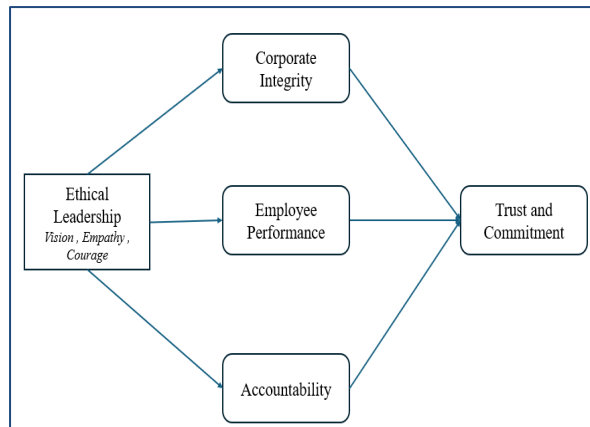 Corporate
Integrity
Ethical
Leadership
Vision , Empathy ,
Courage
Employee
Performance
Trust and
Commitment
Accountability